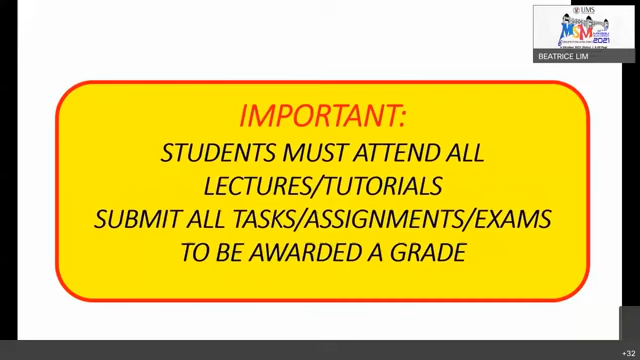 UMS
MSM
2021
BEATRICE LIM
IMPORTANT:
STUDENTS MUST ATTEND ALL
LECTURES/TUTORIALS
SUBMIT ALL TASKS/ASSIGNMENTS/EXAMS
TO BE AWARDED A GRADE
+32